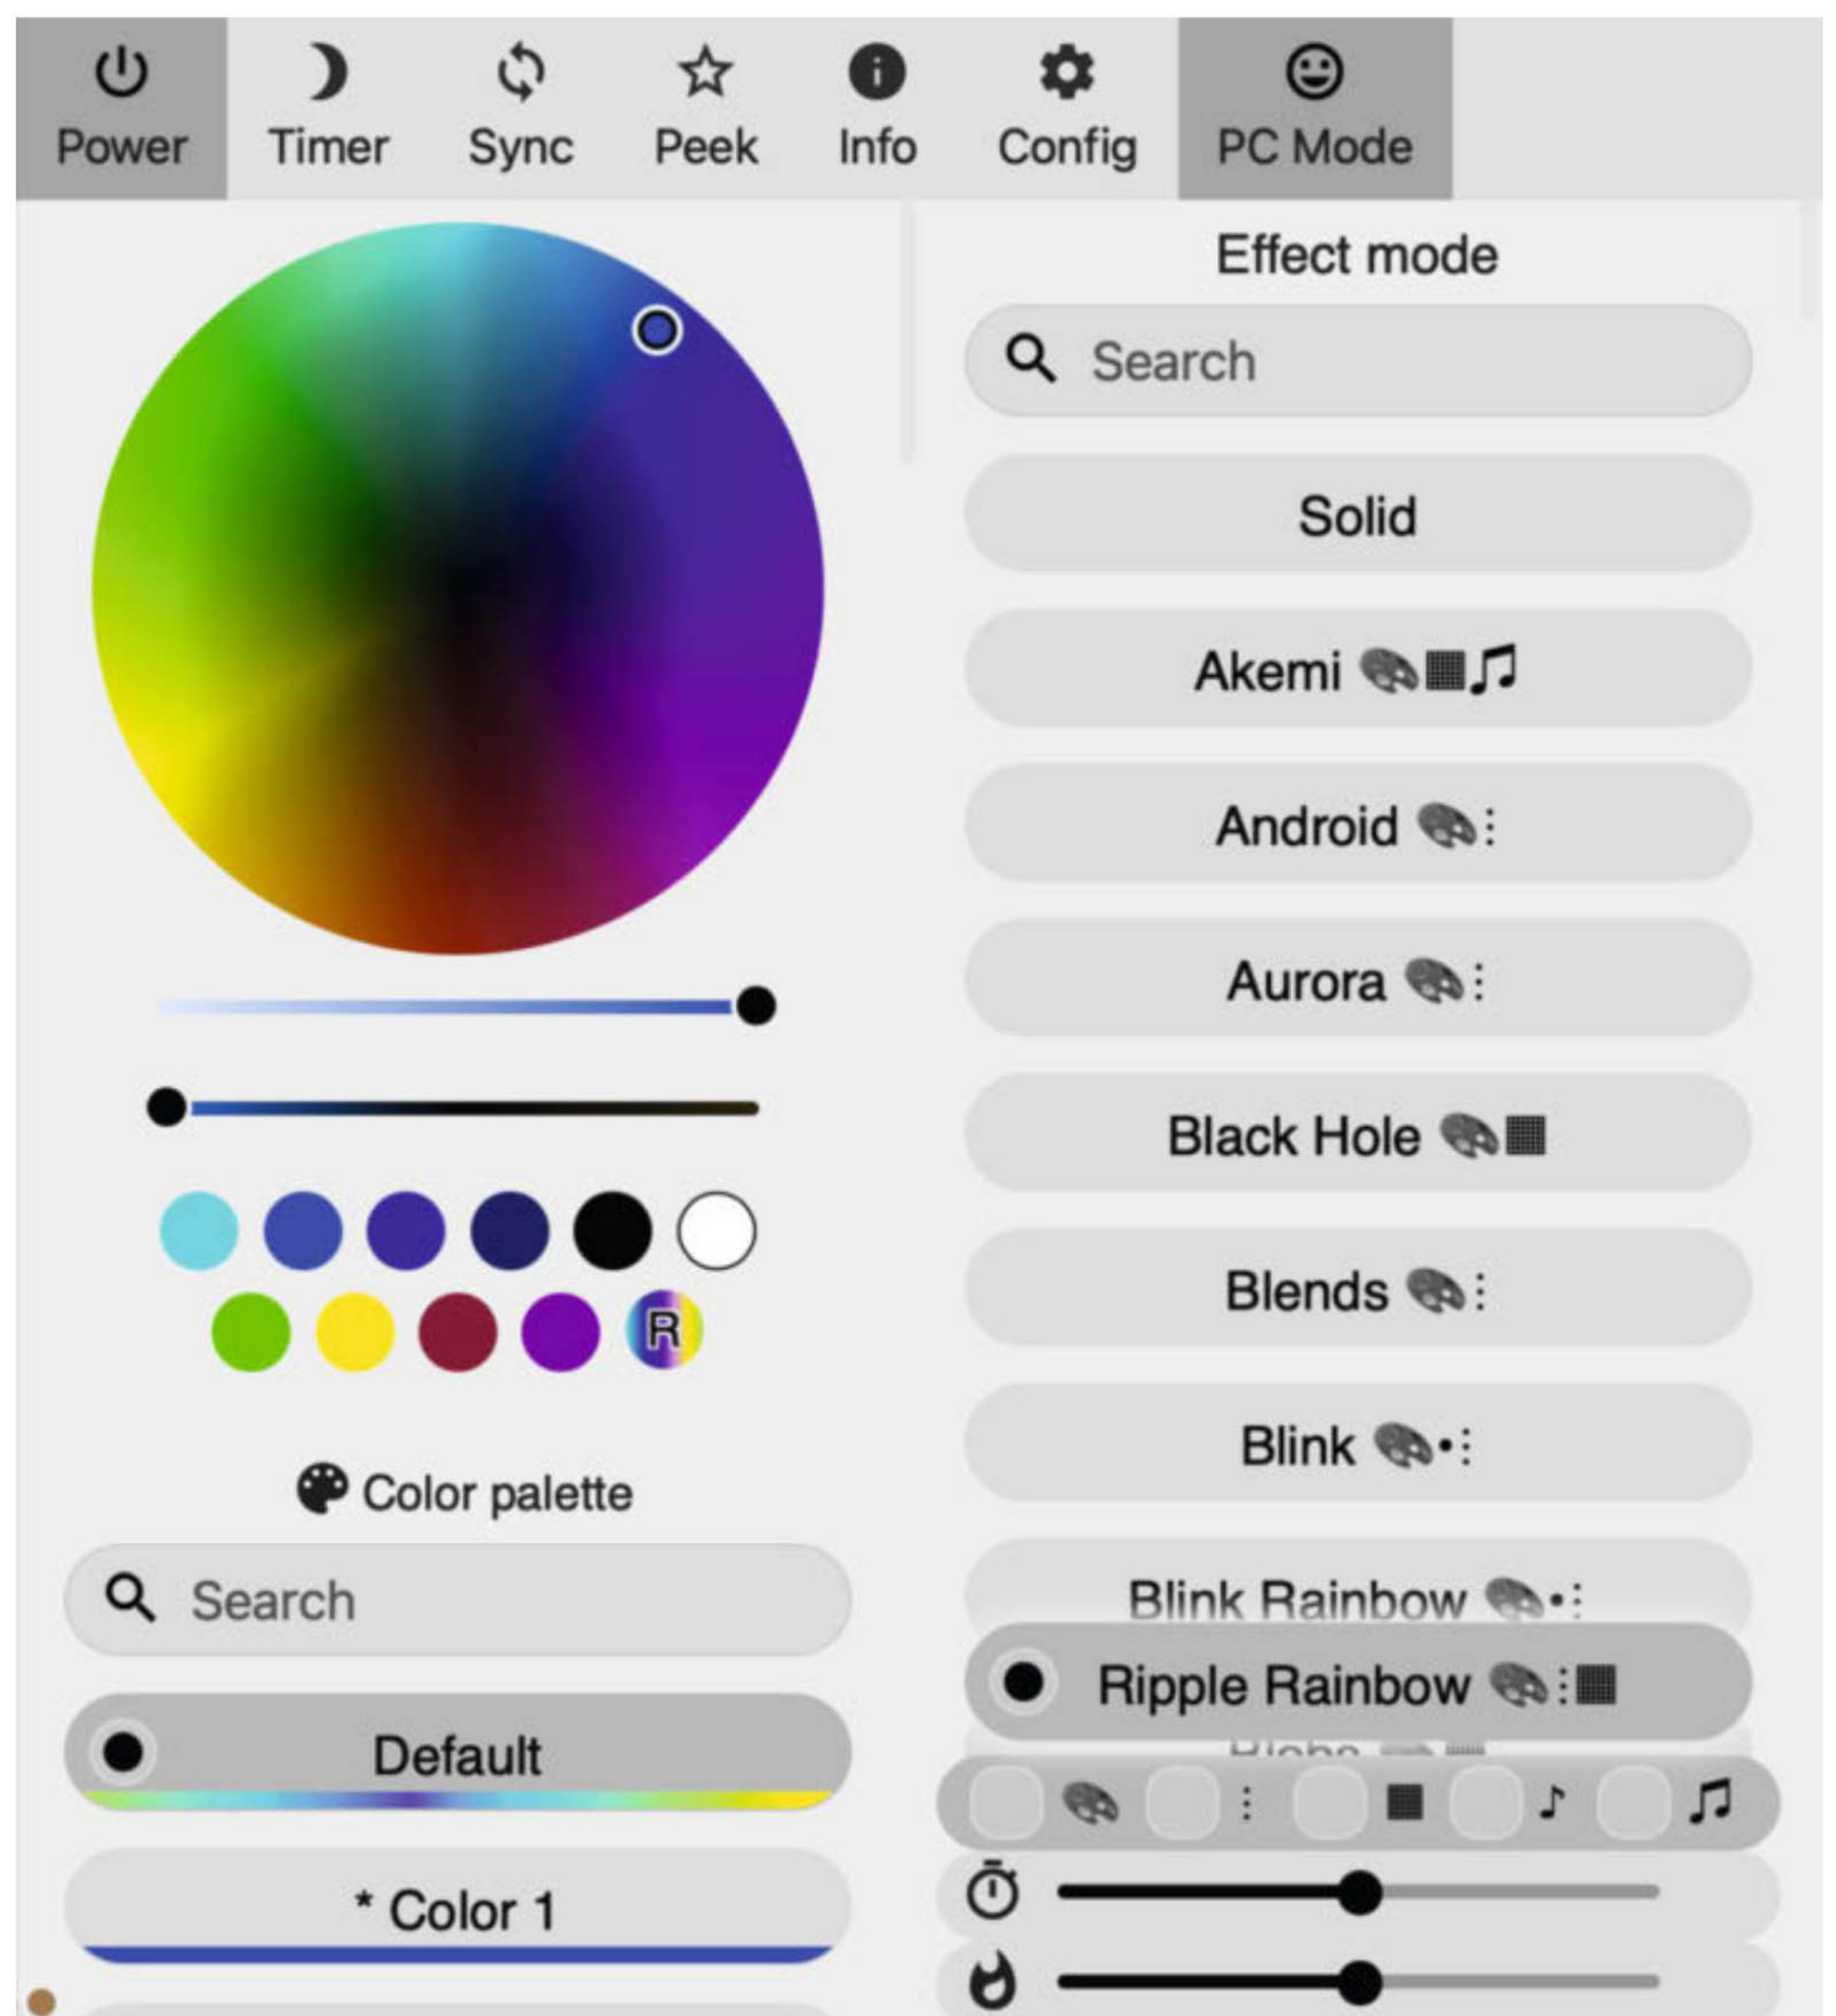 Power Timer Sync Peek Info Config PC Mode
R
Color palette
Search
Default
* Color 1
Effect mode
Search
Solid
Akemi
Android
Aurora
Black Hole
Blends
Blink
Blink Rainbow
Ripple Rainbow